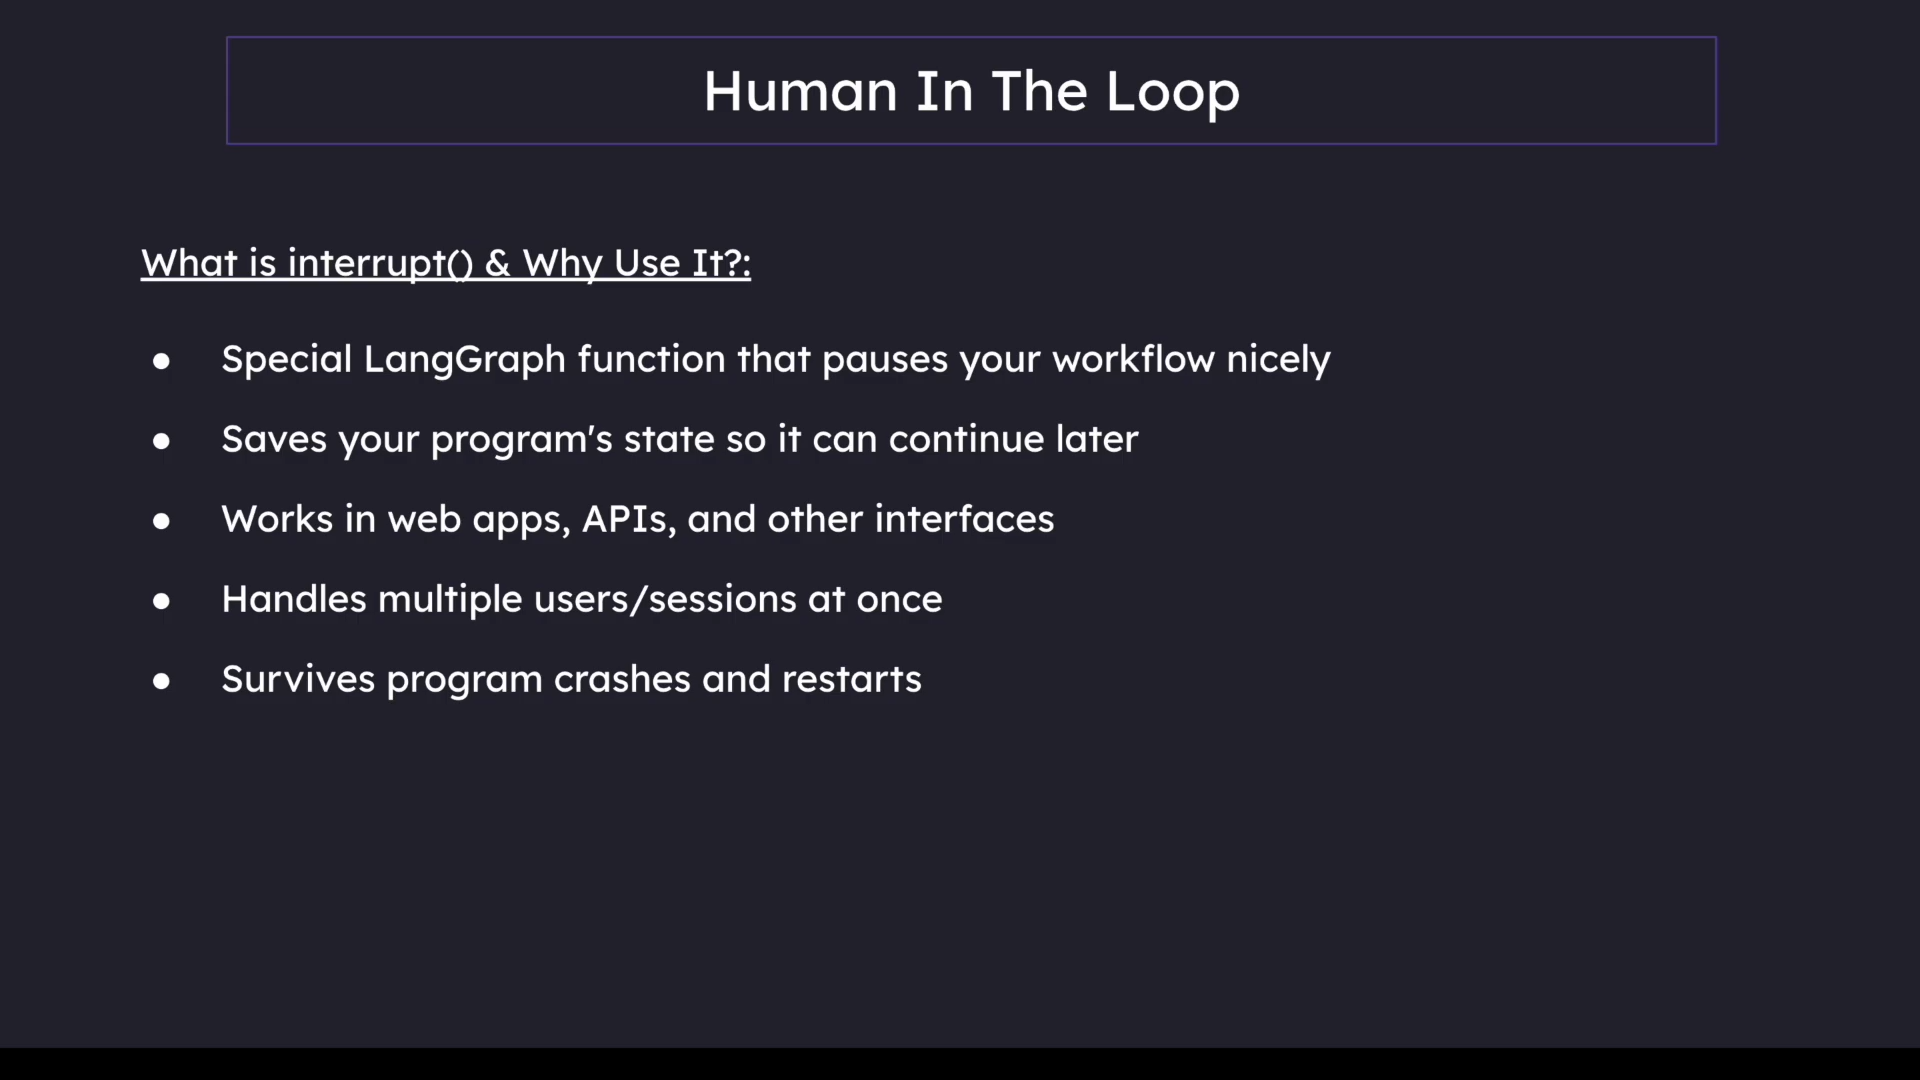 Human In The Loop
What is interrupt() & Why Use It?:
● Special LangGraph function that pauses your workflow nicely
● Saves your program's state so it can continue later
● Works in web apps, APIs, and other interfaces
● Handles multiple users/sessions at once
● Survives program crashes and restarts